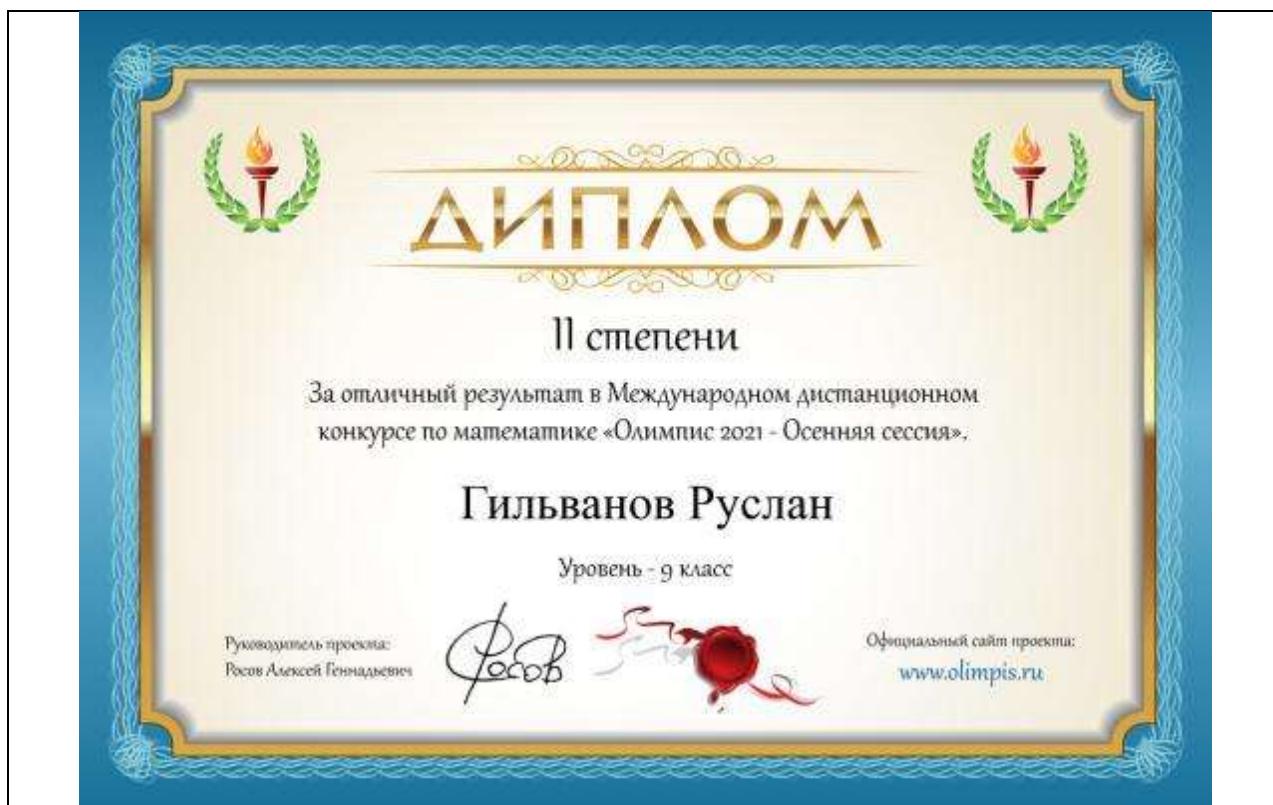 ДИПЛОМ
II степени
За отличный результат в Международном дистанционном
конкурсе по математике «Олимпис 2021 - Осенняя сессия».
Гильванов Руслан
Уровень - 9 класс
Руководитель проекта:
Росов Алексей Геннадьевич
Росов
Официальный сайт проекта:
www.olimpis.ru